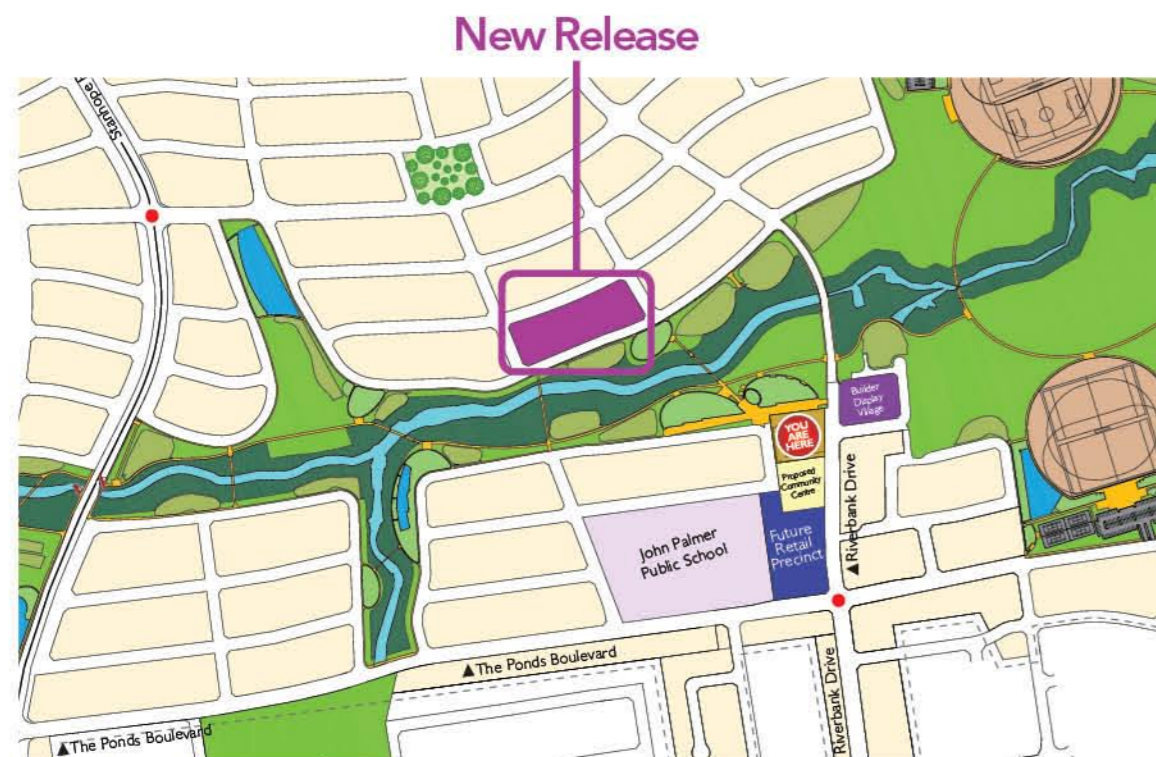 New Release
Stanhope
Builder
Display
Village
YOU
ARE
HERE
Proposed
Community
Centre
John Palmer
Public School
Future
Retail
Precinct
▲Riverbank Drive
▲The Ponds Boulevard
▲The Ponds Boulevard
Riverbank Drive